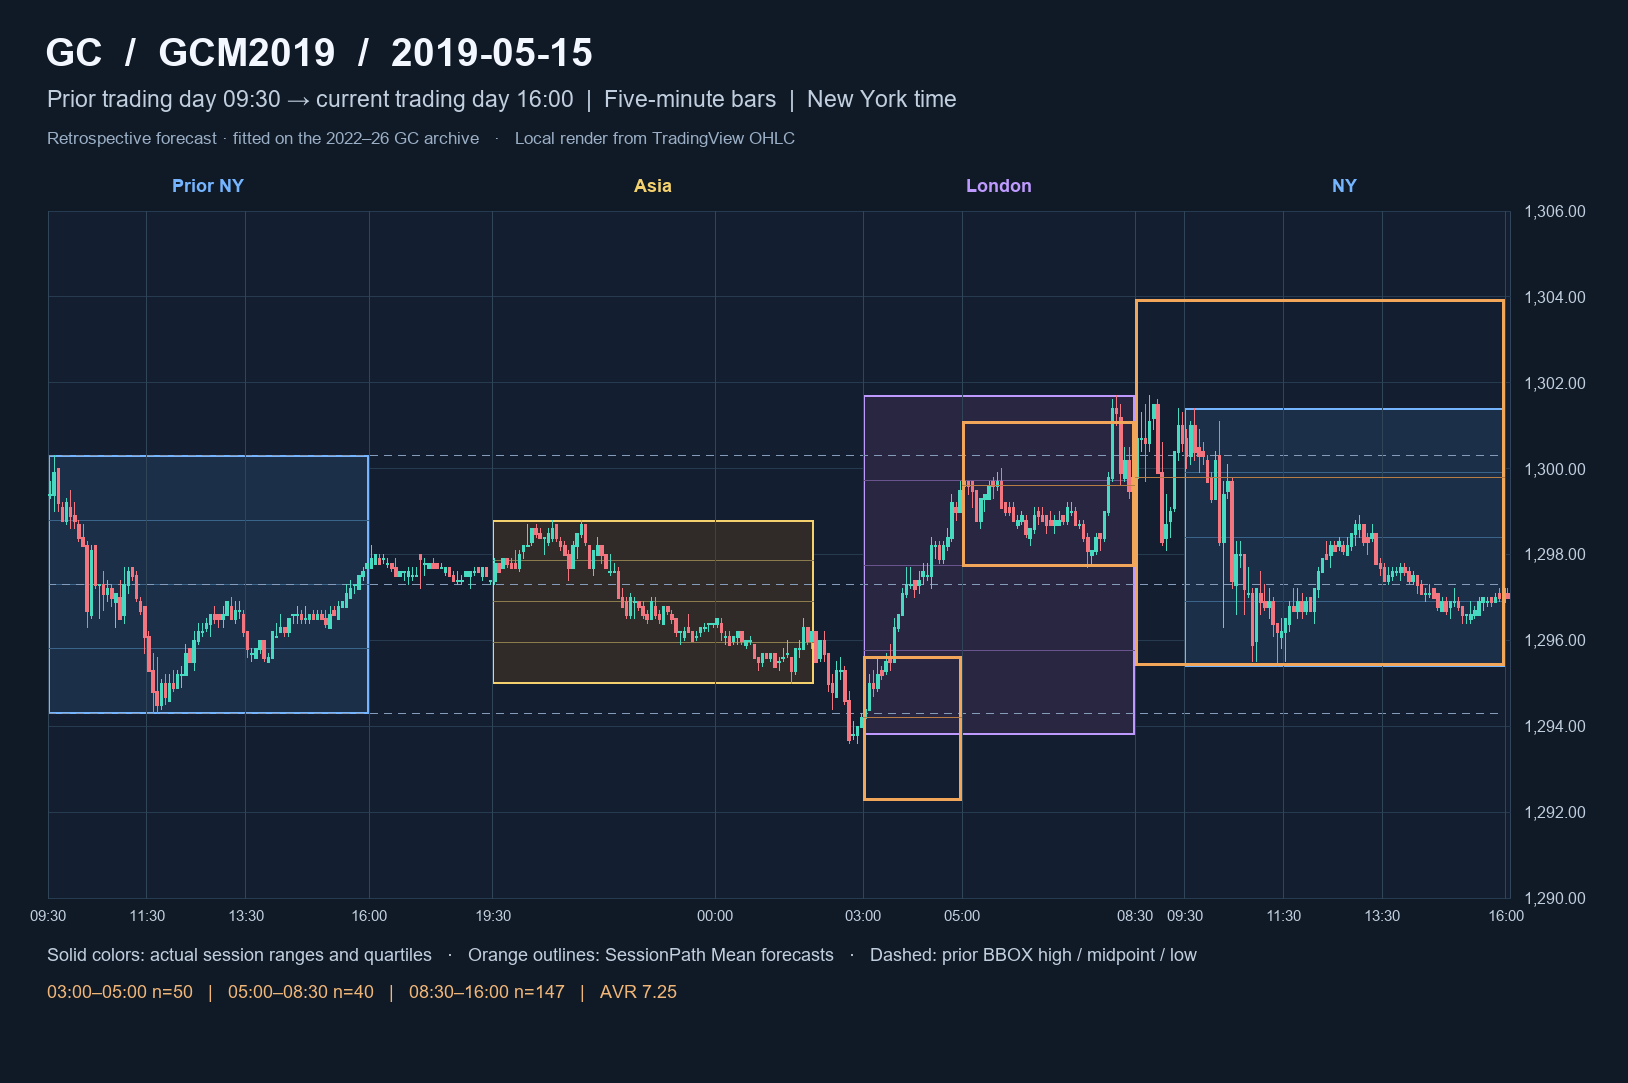 GC / GCM2019 / 2019-05-15
Prior trading day 09:30 → current trading day 16:00 | Five-minute bars | New York time
Retrospective forecast · fitted on the 2022–26 GC archive · Local render from TradingView OHLC
Prior NY Asia London NY
1,306.00
1,304.00
1,302.00
1,300.00
1,298.00
1,296.00
1,294.00
1,292.00
1,290.00
09:30 11:30 13:30 16:00 19:30 00:00 03:00 05:00 08:30 09:30 11:30 13:30 16:00
Solid colors: actual session ranges and quartiles · Orange outlines: SessionPath Mean forecasts · Dashed: prior BBOX high / midpoint / low
03:00–05:00 n=50 | 05:00–08:30 n=40 | 08:30–16:00 n=147 | AVR 7.25